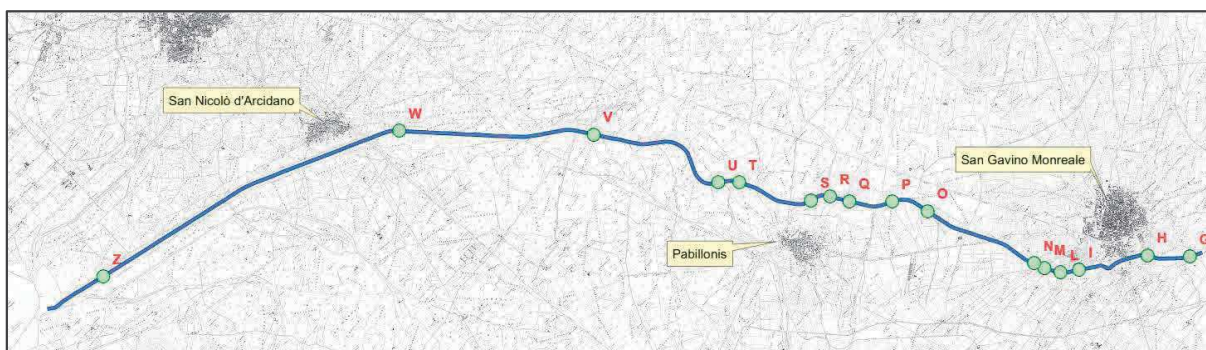 San Nicolò d'Arcidano
W
V
U T
S R Q P O
San Gavino Monreale
Pabillonis
Z
N M L I H G